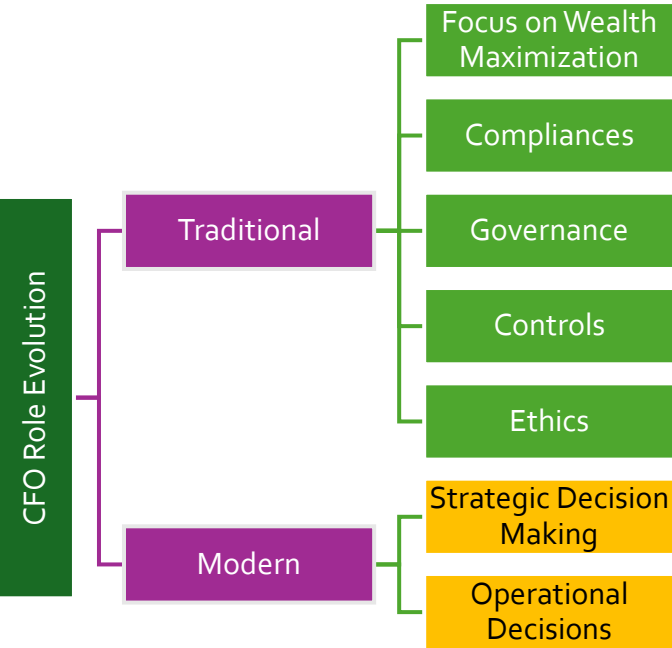 CFO Role Evolution
Traditional
Focus on Wealth
Maximization
Compliances
Governance
Controls
Ethics
Modern
Strategic Decision
Making
Operational
Decisions